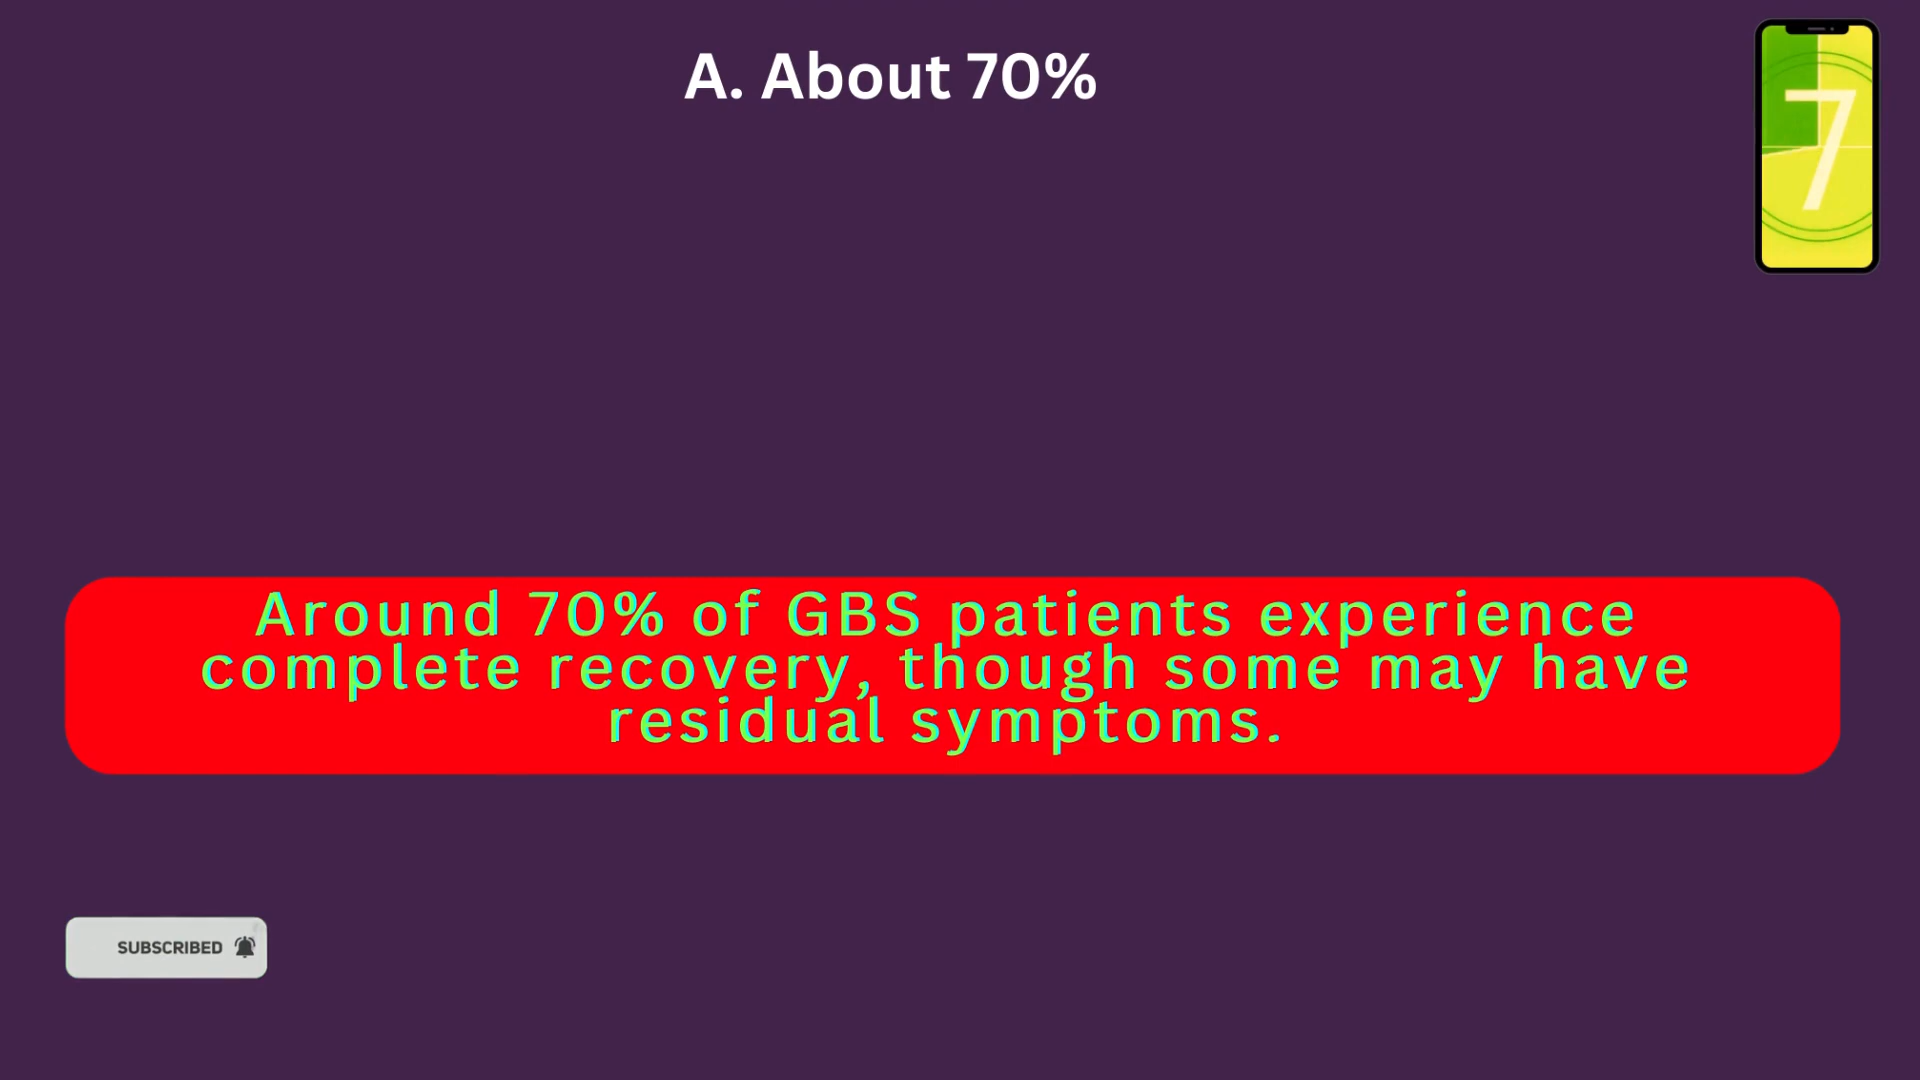 A. About 70%
7
Around 70% of GBS patients experience
complete recovery, though some may have
residual symptoms.
SUBSCRIBED